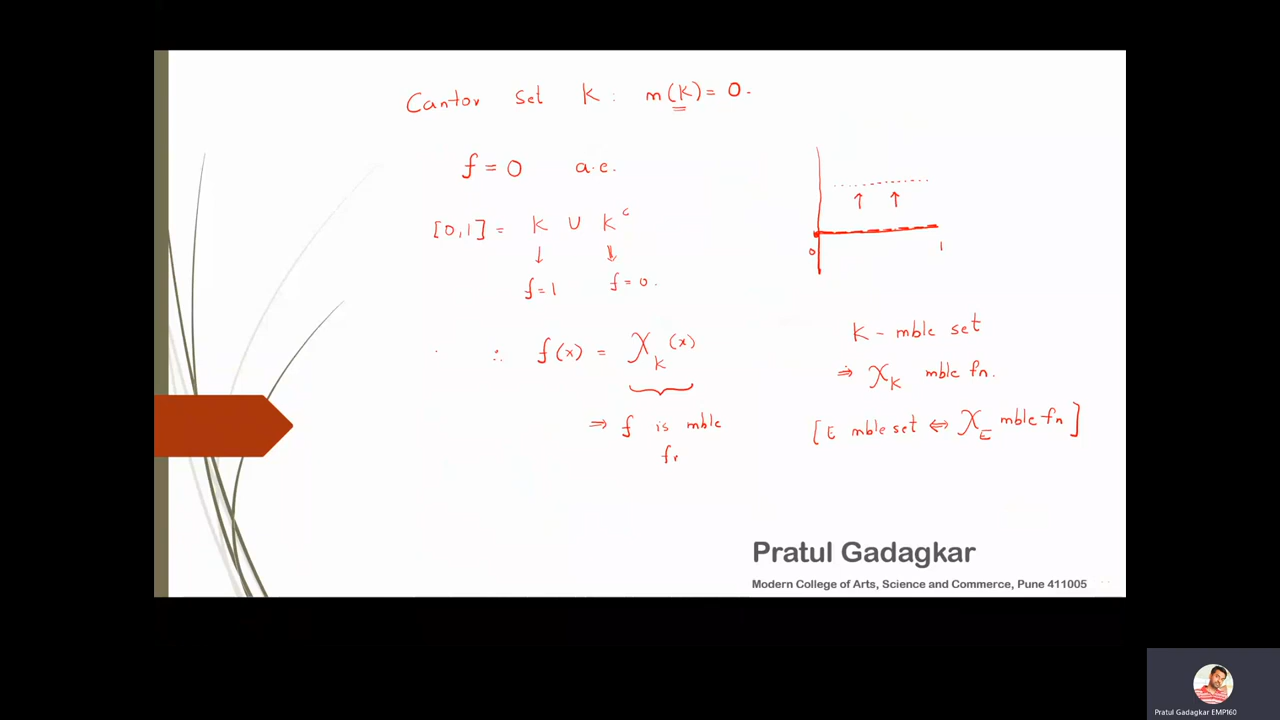 Cantor Set K : m(K) = 0.
f = 0 a.e.
[0,1] = K ∪ K^c
↓ ⇓
f=1 f=0.
∴ f(x) = χ_K(x)
⇒ f is mble
fn
↑ ↑
0 1
K - mble set
⇒ χ_K mble fn.
[E mble set ⇔ χ_E mble fn]
Pratul Gadagkar
Modern College of Arts, Science and Commerce, Pune 411005
Pratul Gadagkar EMP160